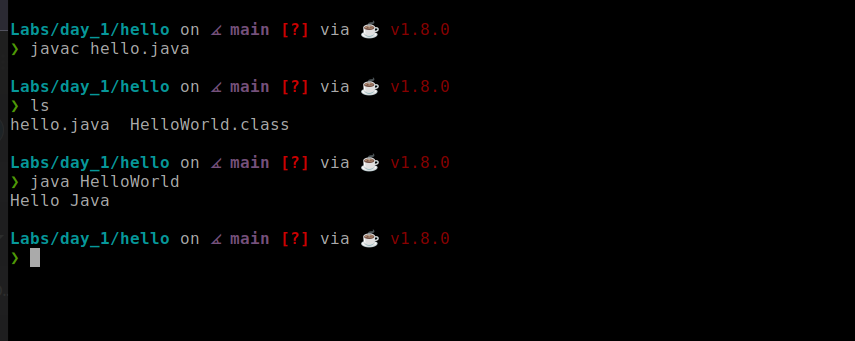 Labs/day_1/hello on ∡ main [?] via ☕ v1.8.0
❯ javac hello.java
Labs/day_1/hello on ∡ main [?] via ☕ v1.8.0
❯ ls
hello.java  HelloWorld.class
Labs/day_1/hello on ∡ main [?] via ☕ v1.8.0
❯ java HelloWorld
Hello Java
Labs/day_1/hello on ∡ main [?] via ☕ v1.8.0
❯